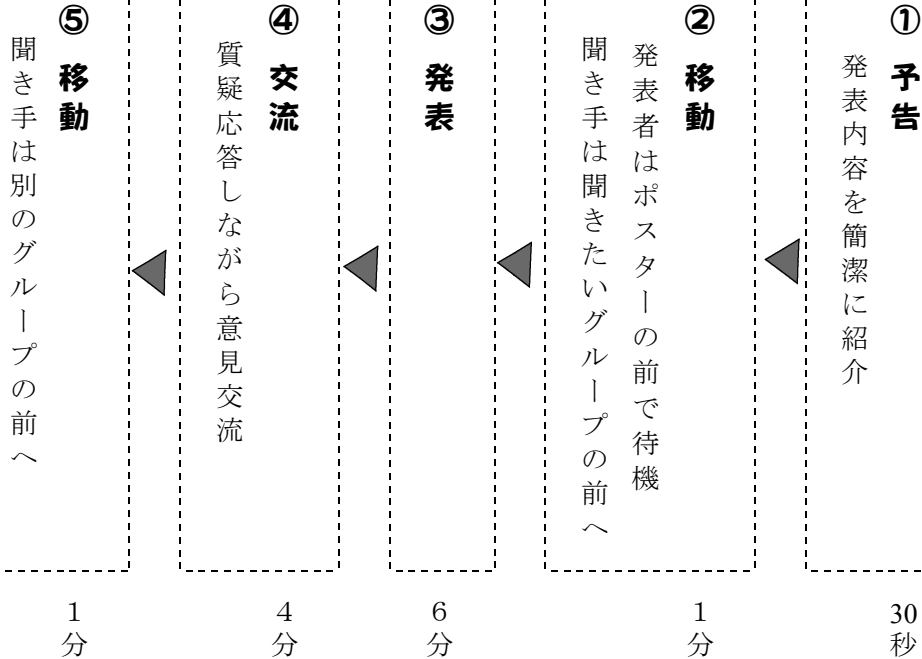 ① 予告
発表内容を簡潔に紹介
30秒
② 移動
発表者はポスターの前で待機
聞き手は聞きたいグループの前へ
1分
③ 発表
6分
④ 交流
質疑応答しながら意見交流
4分
⑤ 移動
聞き手は別のグループの前へ
1分